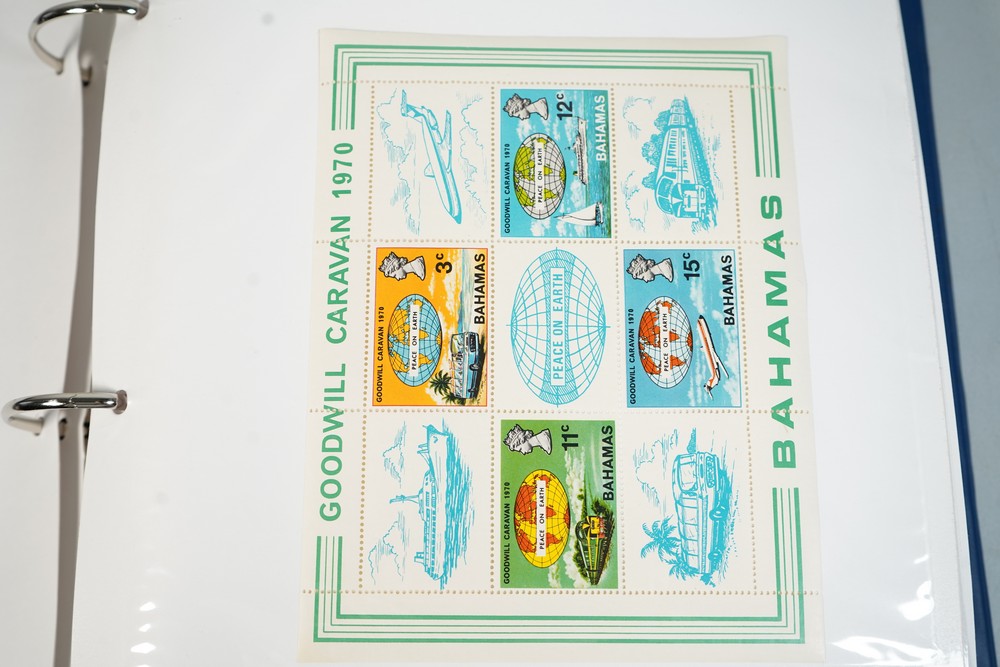 GOODWILL CARAVAN 1970
GOODWILL CARAVAN 1970
PEACE ON EARTH
3c
BAHAMAS
GOODWILL CARAVAN 1970
PEACE ON EARTH
12c
BAHAMAS
PEACE ON EARTH
GOODWILL CARAVAN 1970
PEACE ON EARTH
11c
BAHAMAS
GOODWILL CARAVAN 1970
PEACE ON EARTH
15c
BAHAMAS
BAHAMAS